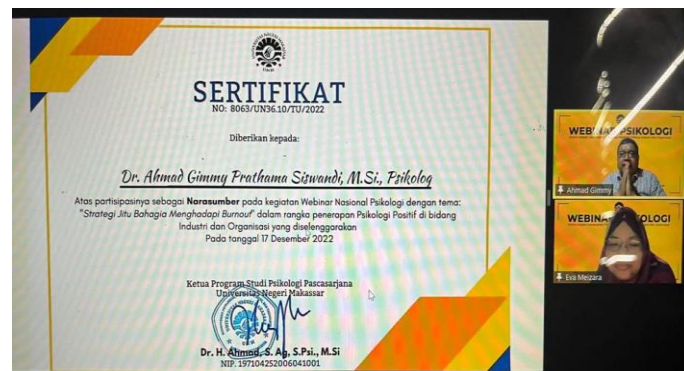 SERTIFIKAT
NO: 8063/UN36.10/TU/2022
Diberikan kepada:
Dr. Ahmad Gimmy Prathama Siswandi, M.Si., Psikolog
Atas partisipasinya sebagai Narasumber pada kegiatan Webinar Nasional Psikologi dengan tema:
"Strategi Jitu Bahagia Menghadapi Burnout" dalam rangka penerapan Psikologi Positif di bidang
Industri dan Organisasi yang diselenggarakan
Pada tanggal 17 Desember 2022
Ketua Program Studi Psikologi Pascasarjana
Universitas Negeri Makassar
Dr. H. Ahmad, S. Ag, S.Psi., M.Si
NIP. 197104252006041001
WEBINAR PSIKOLOGI
Ahmad Gimmy
WEBINA OLOGI
Eva Meizara